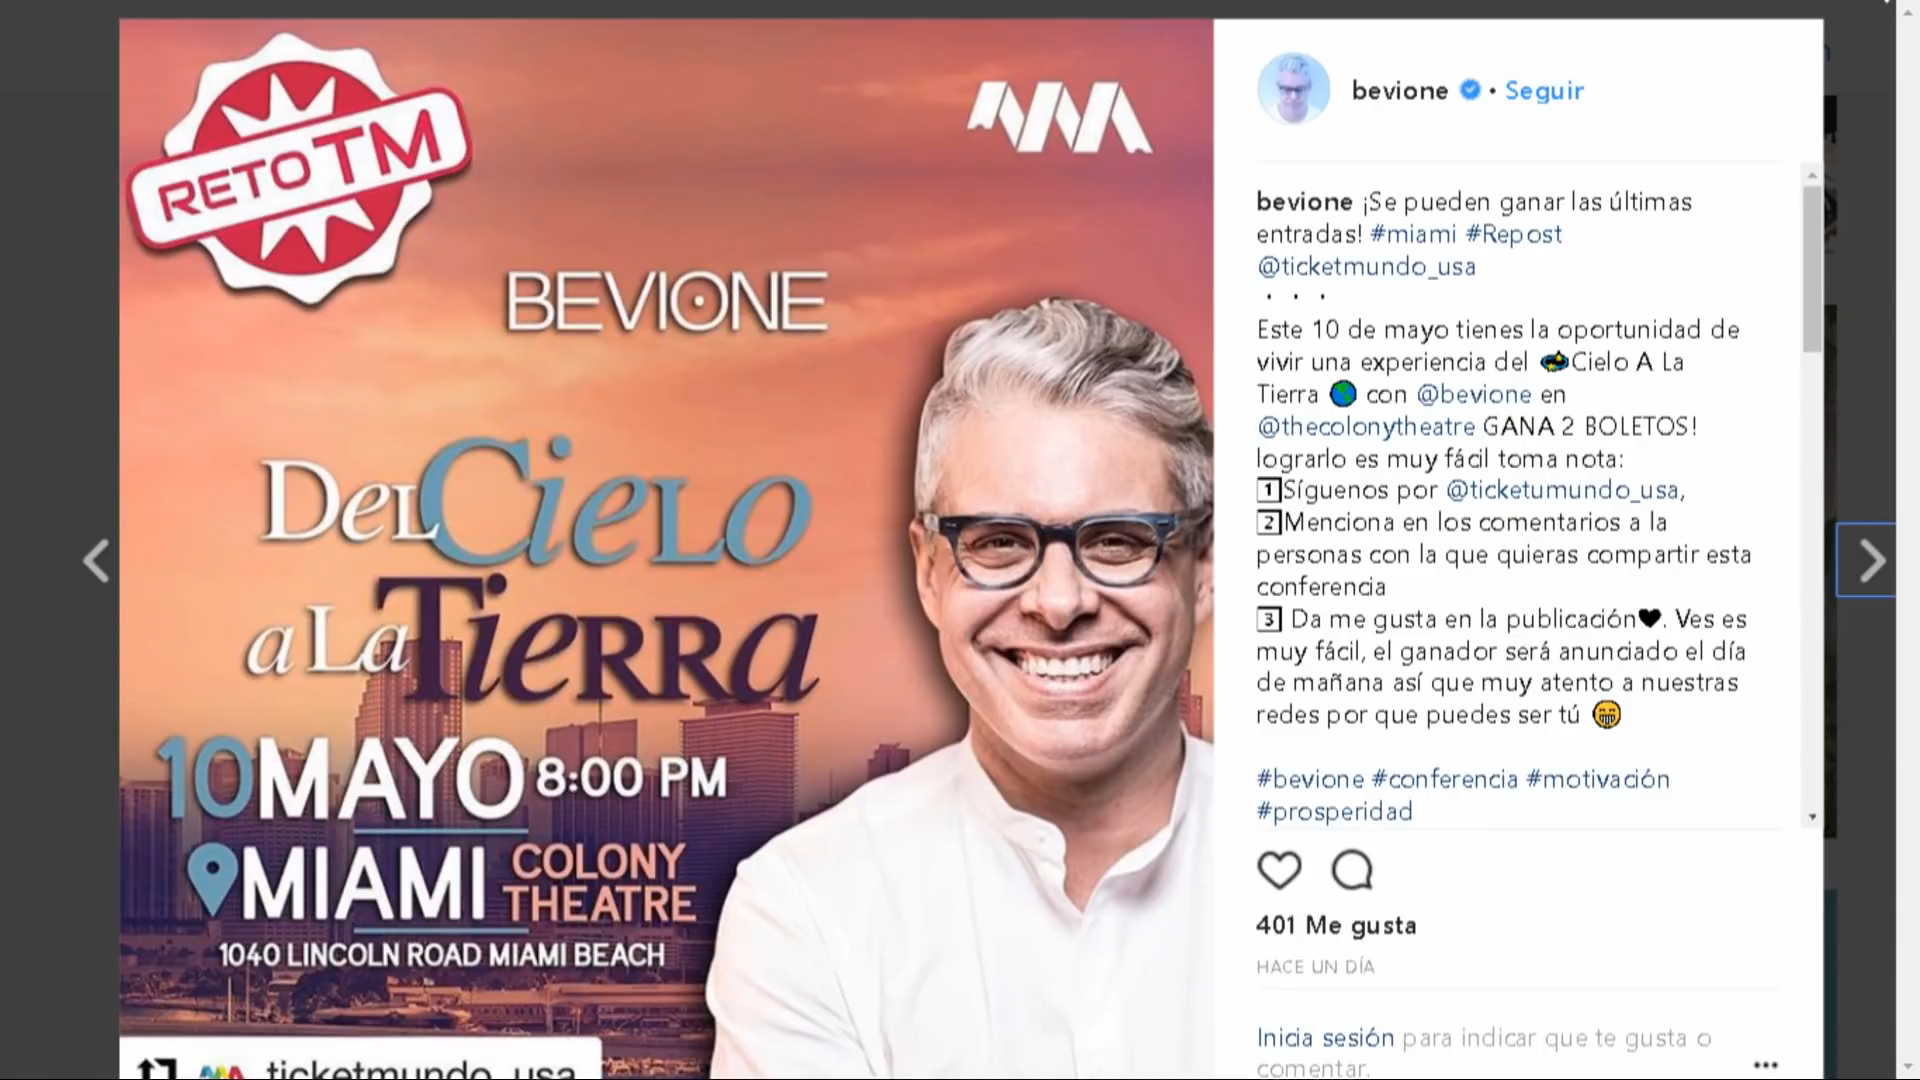 RETO TM
BEVIONE
DEL CIELO
a La TIERRA
10 MAYO 8:00 PM
MIAMI COLONY
THEATRE
1040 LINCOLN ROAD MIAMI BEACH
ticketmundo_usa
bevione • Seguir
bevione ¡Se pueden ganar las últimas
entradas! #miami #Repost
@ticketmundo_usa
・・・
Este 10 de mayo tienes la oportunidad de
vivir una experiencia del 💫Cielo A La
Tierra 🌎 con @bevione en
@thecolonytheatre GANA 2 BOLETOS!
lograrlo es muy fácil toma nota:
1️⃣Síguenos por @ticketumundo_usa,
2️⃣Menciona en los comentarios a la
personas con la que quieras compartir esta
conferencia
3️⃣ Da me gusta en la publicación♥. Ves es
muy fácil, el ganador será anunciado el día
de mañana así que muy atento a nuestras
redes por que puedes ser tú 😁
#bevione #conferencia #motivación
#prosperidad
401 Me gusta
HACE UN DÍA
Inicia sesión para indicar que te gusta o
comentar.